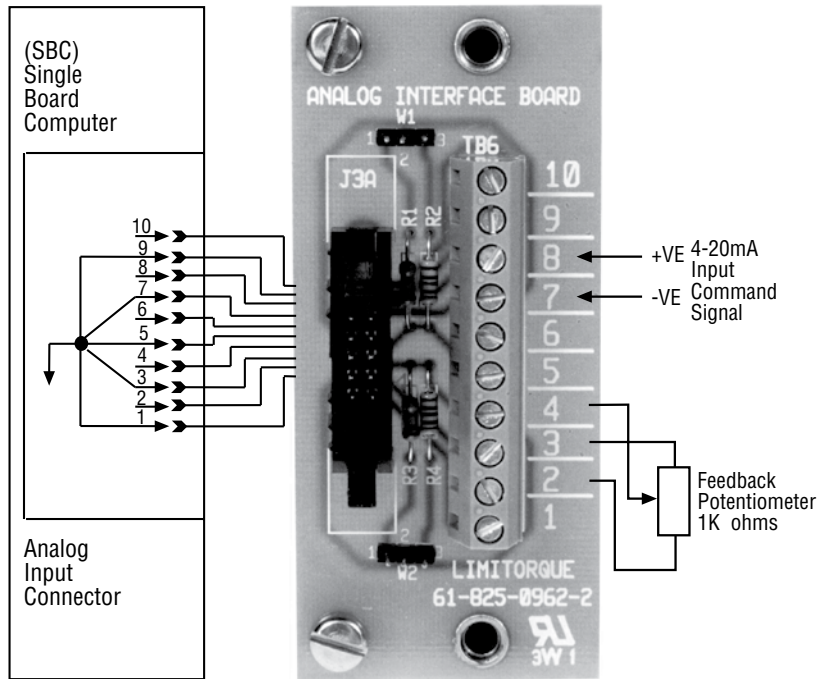 (SBC)
Single
Board
Computer
10
9
8
7
6
5
4
3
2
1
Analog
Input
Connector
ANALOG INTERFACE BOARD
W1
1 3
2
J3A
R1 R2
R3 R4
TB6
10
9
8
7
6
5
4
3
2
1
2
1 3
W2
LIMITORQUE
61-825-0962-2
3W 1
+VE 4-20mA
Input
-VE Command
Signal
Feedback
Potentiometer
1K ohms